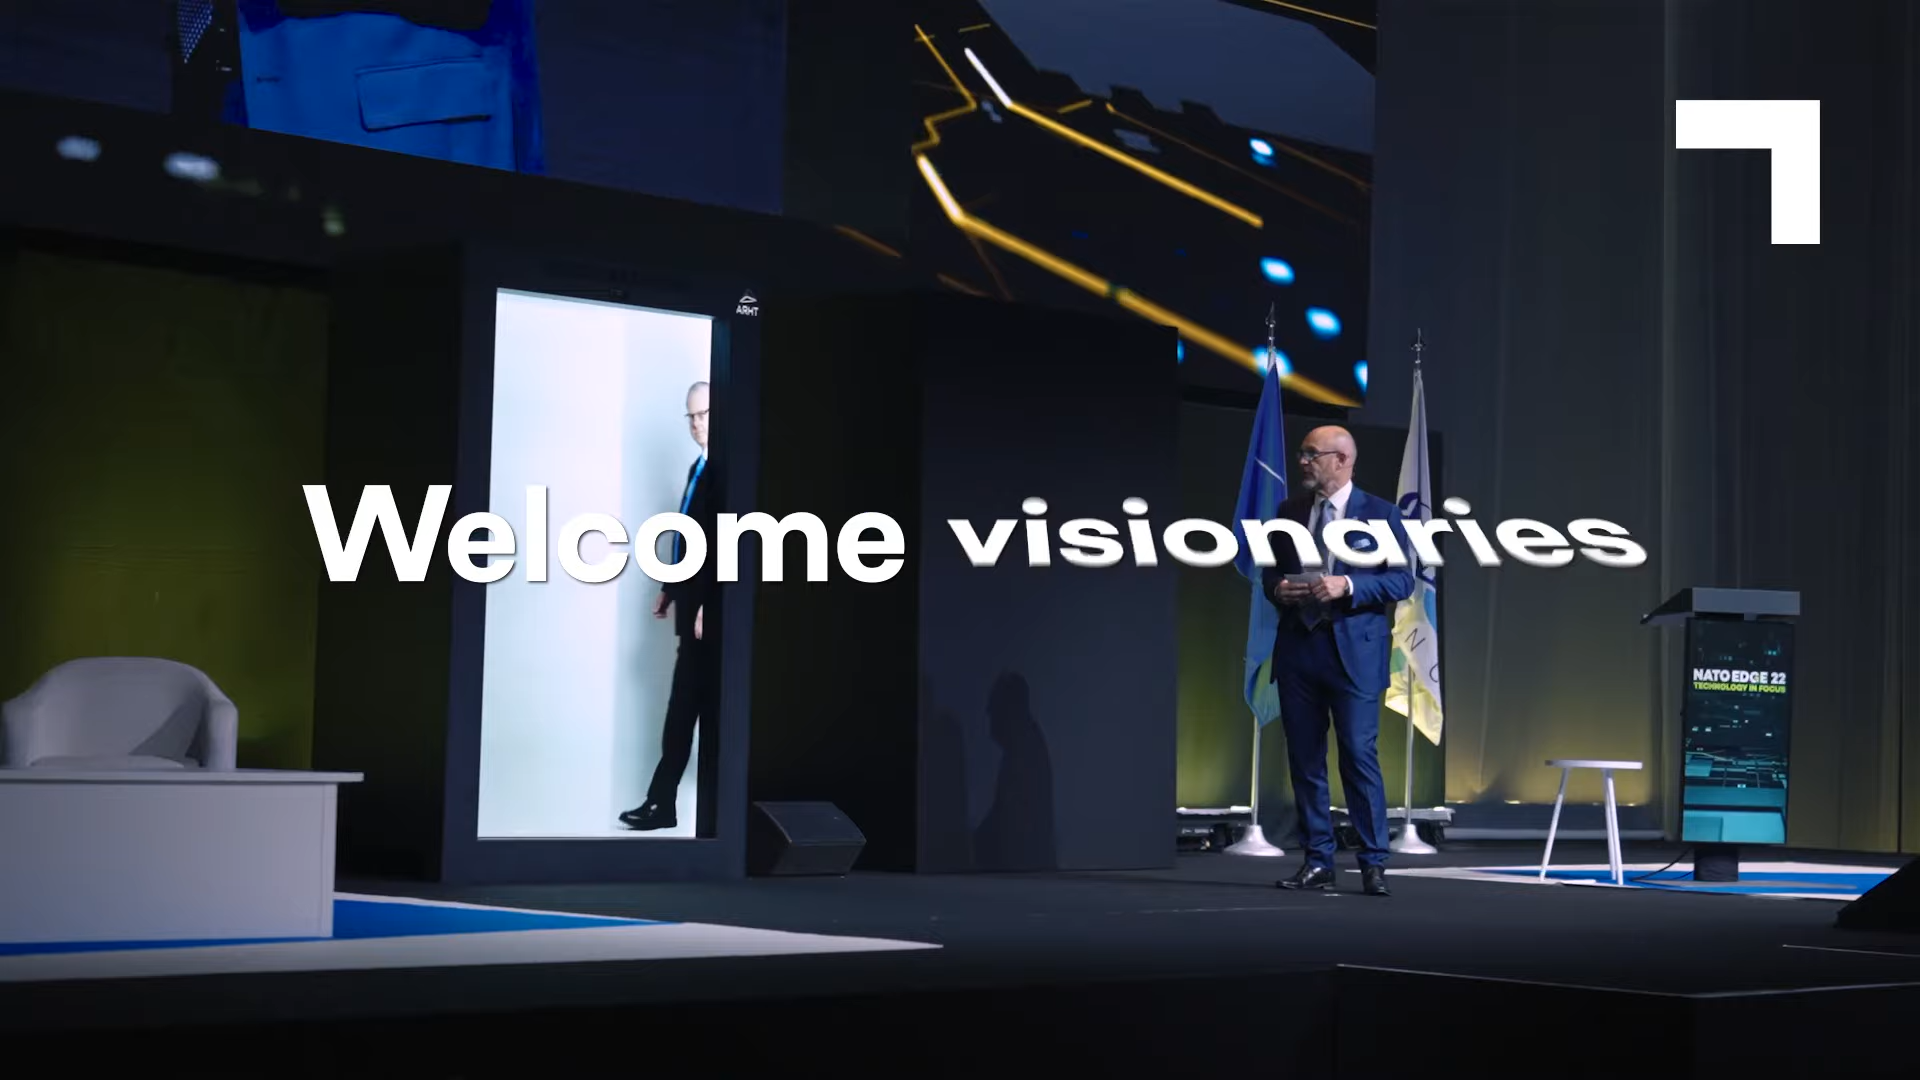 ARHT
Welcome visionaries
NATO EDGE 22
TECHNOLOGY IN FOCUS
N C